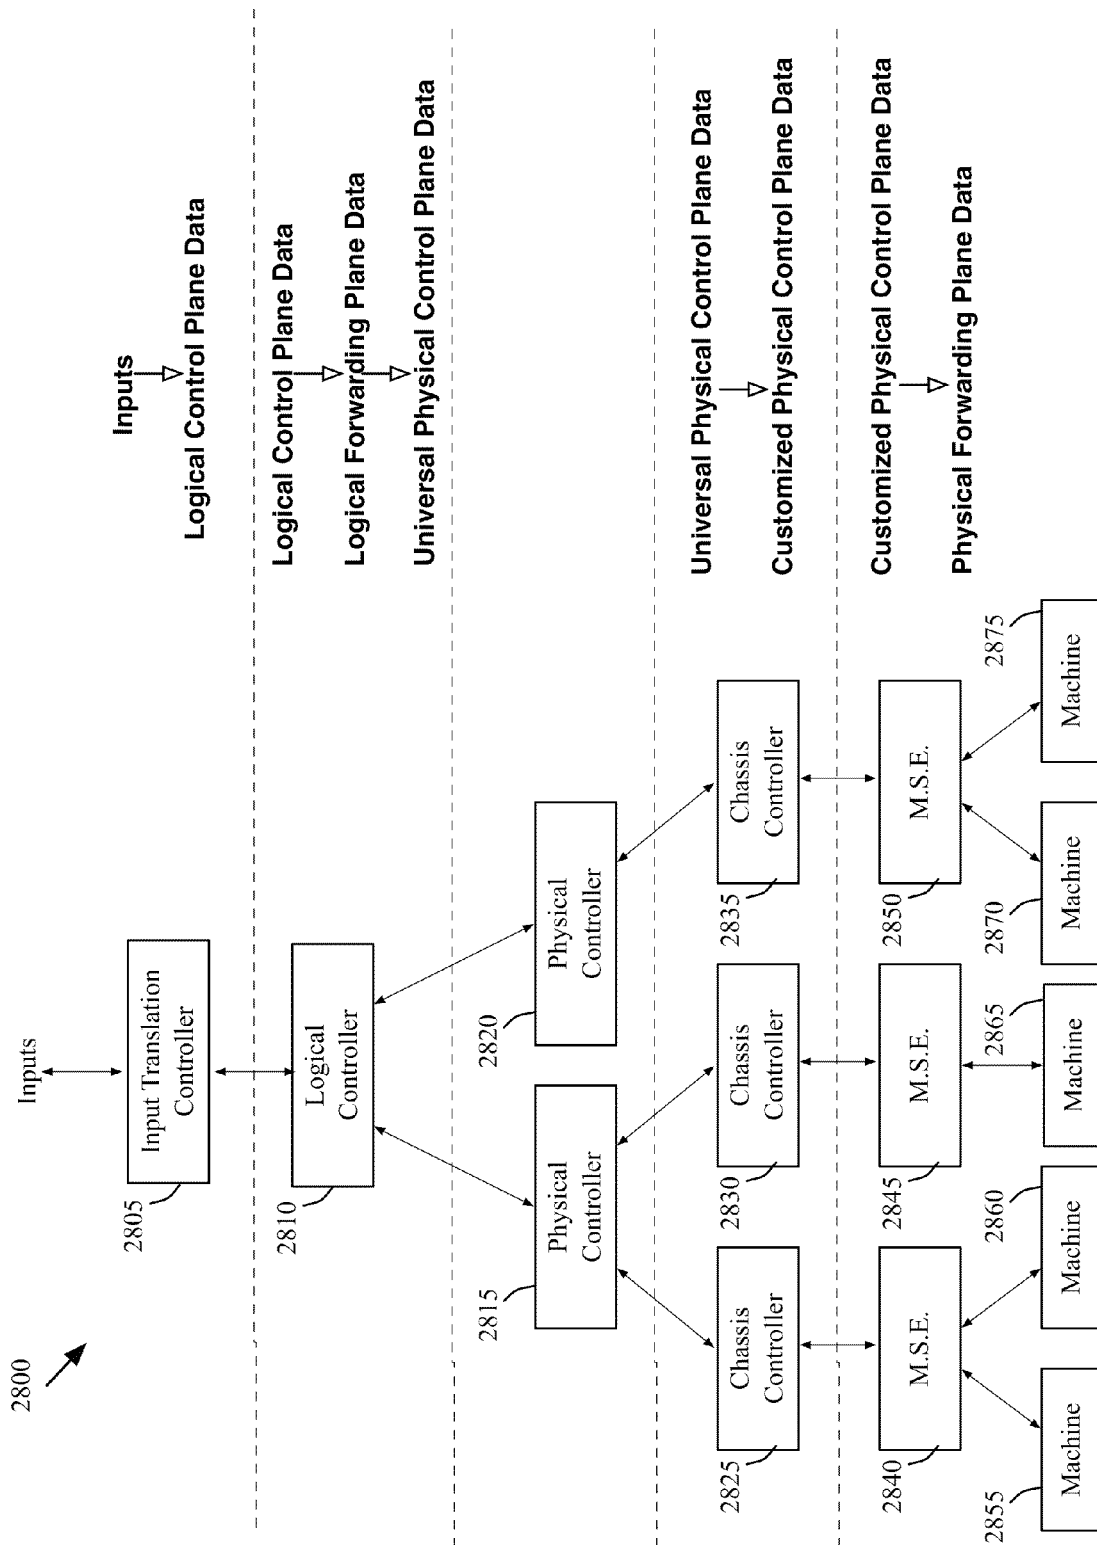 2800
Inputs
2805
Input Translation
Controller
Inputs
Logical Control Plane Data
2810
Logical
Controller
Logical Control Plane Data
Logical Forwarding Plane Data
Universal Physical Control Plane Data
2815
Physical
Controller
2820
Physical
Controller
2825
Chassis
Controller
2830
Chassis
Controller
2835
Chassis
Controller
Universal Physical Control Plane Data
Customized Physical Control Plane Data
2840
M.S.E.
2845
M.S.E.
2850
M.S.E.
Customized Physical Control Plane Data
Physical Forwarding Plane Data
2855
Machine
2860
Machine
2865
Machine
2870
Machine
2875
Machine